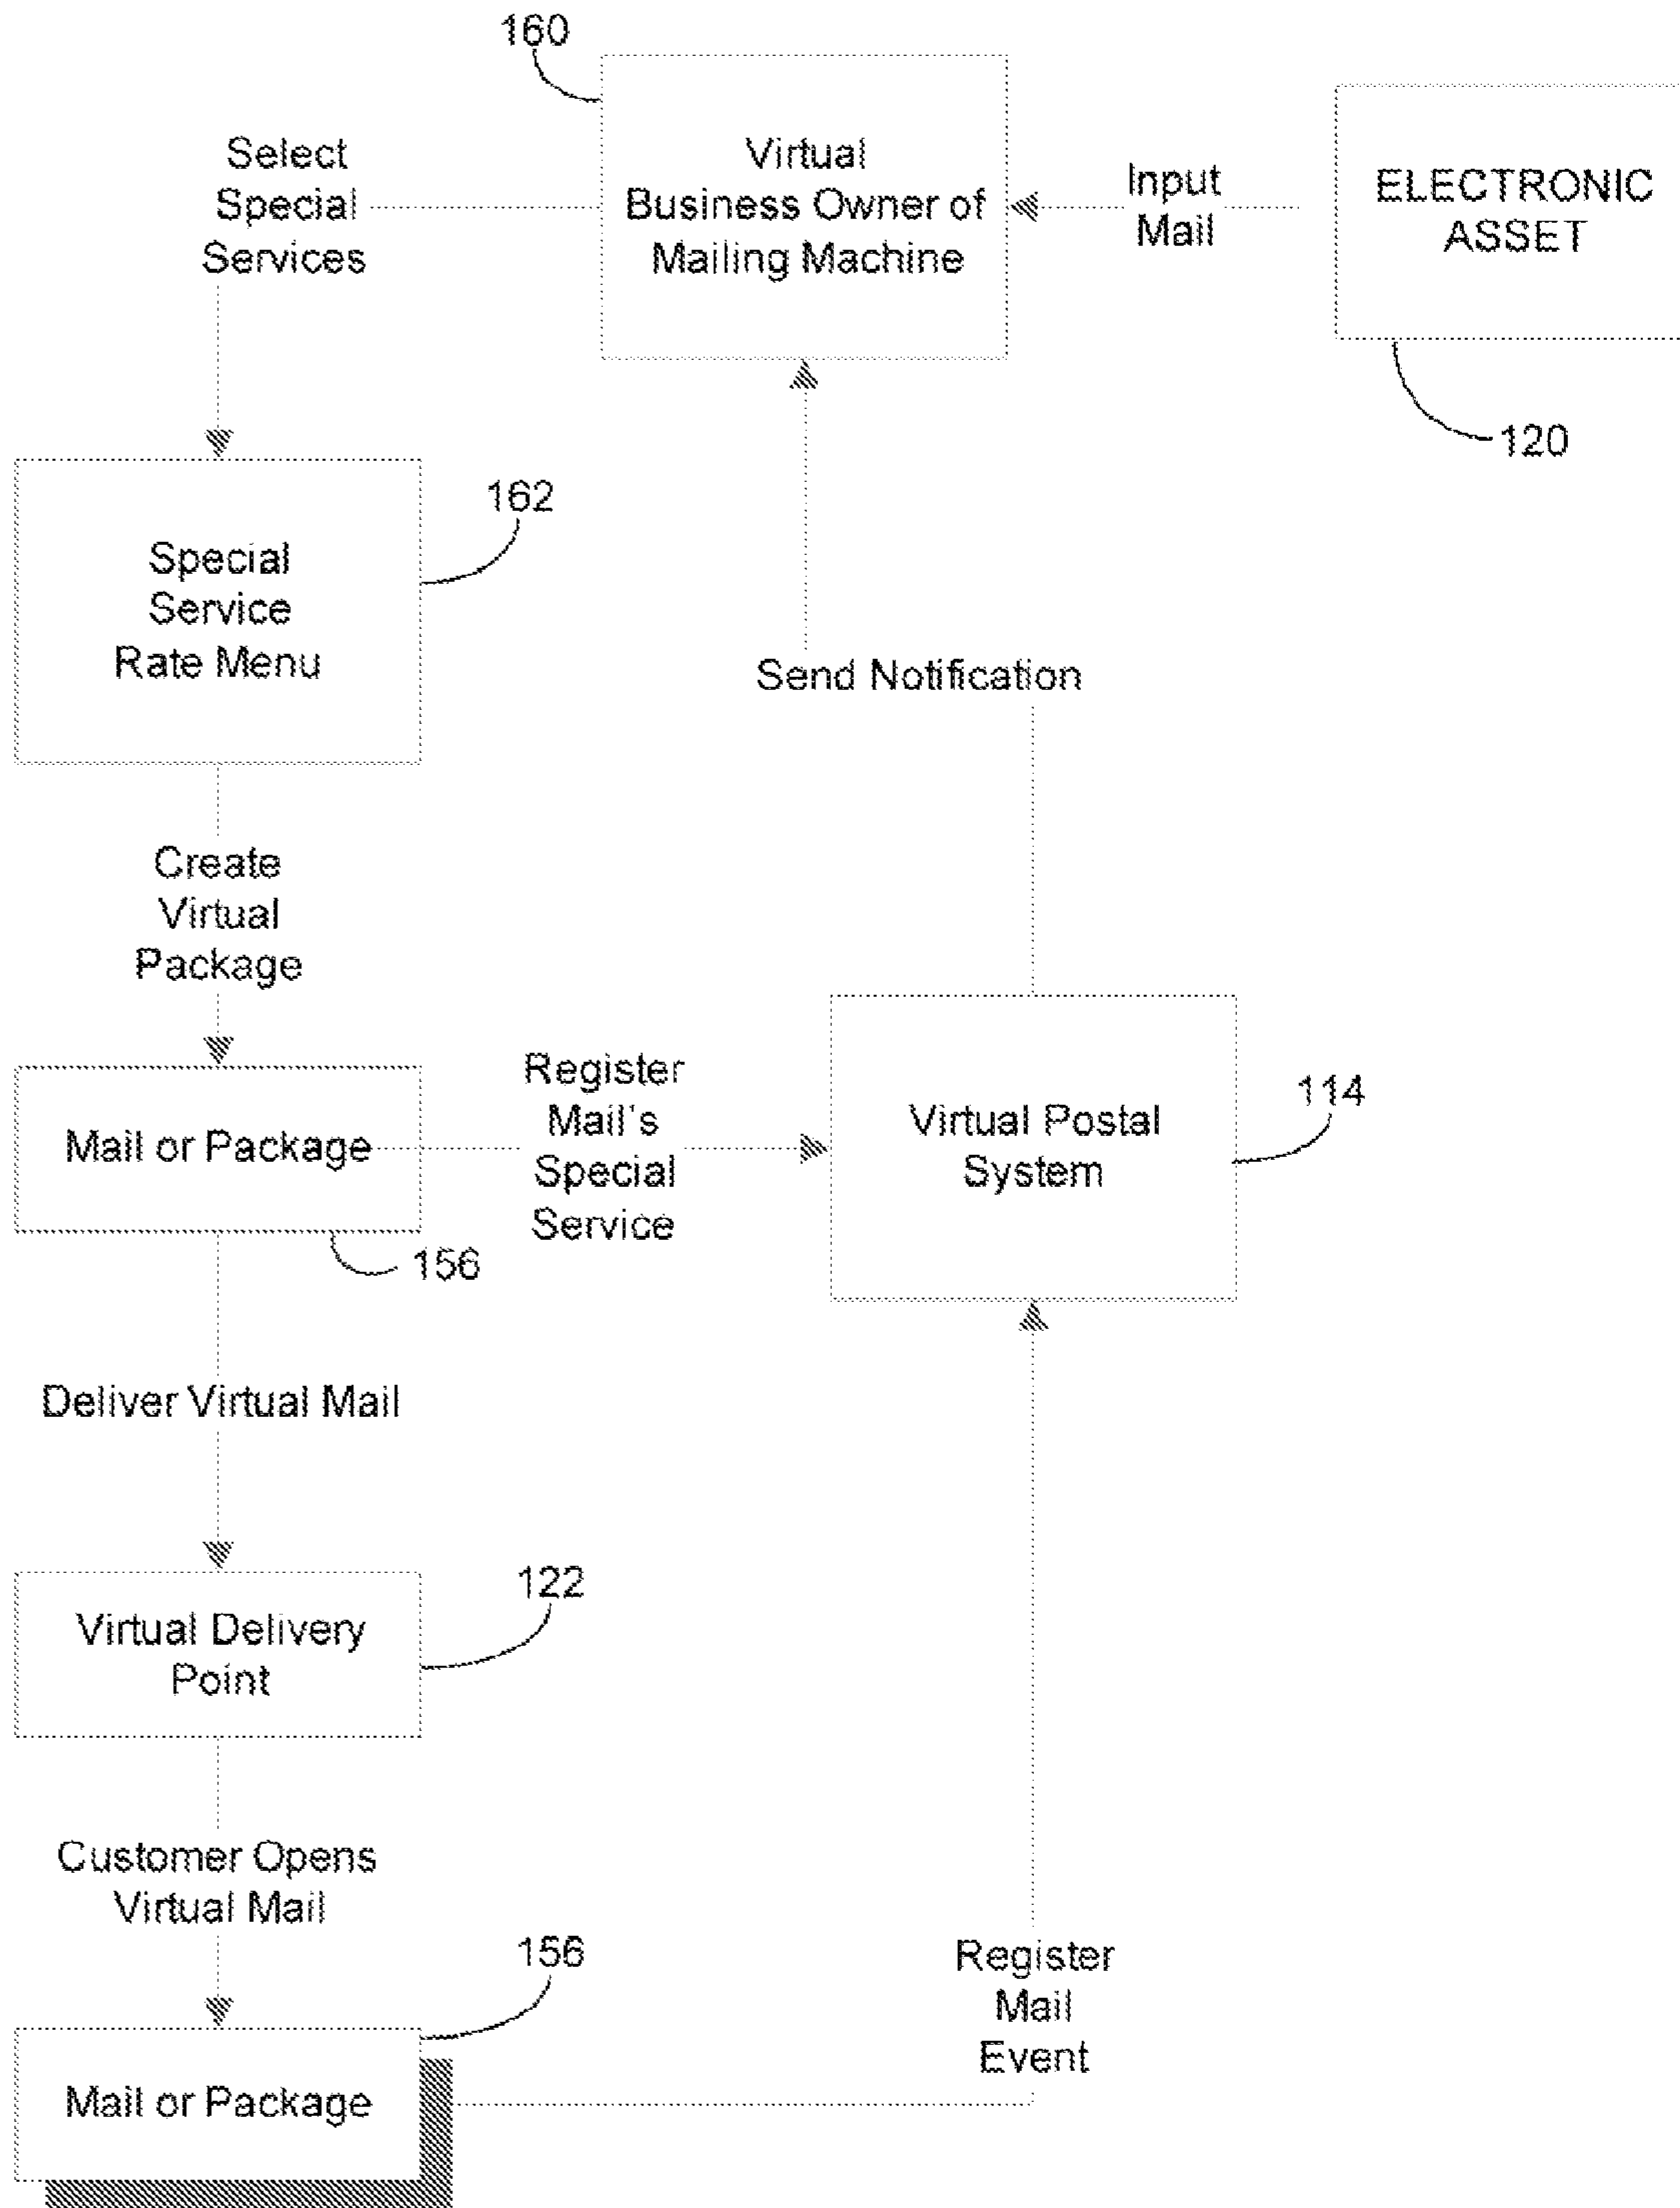 160
Select
Special
Services
Virtual
Business Owner of
Mailing Machine
Input
Mail
ELECTRONIC
ASSET
120
162
Special
Service
Rate Menu
Send Notification
Create
Virtual
Package
Mail or Package
156
Register
Mail's
Special
Service
Virtual Postal
System
114
Deliver Virtual Mail
122
Virtual Delivery
Point
Customer Opens
Virtual Mail
156
Mail or Package
Register
Mail
Event